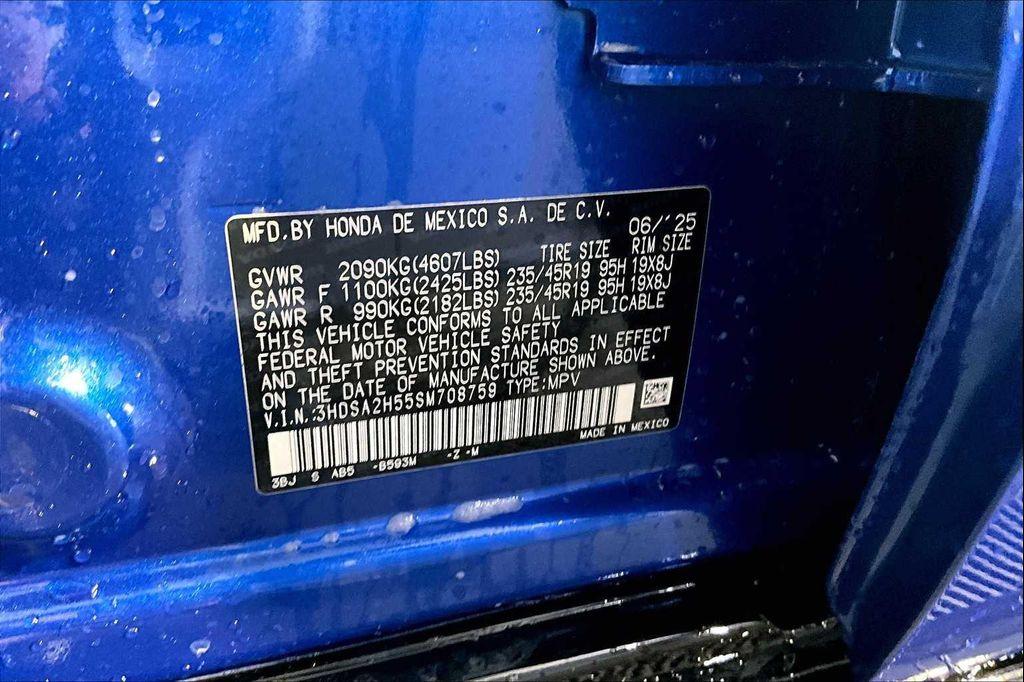 MFD. BY HONDA DE MEXICO S.A. DE C.V. 06/'25
TIRE SIZE RIM SIZE
GVWR 2090KG(4607LBS)
GAWR F 1100KG(2425LBS) 235/45R19 95H 19X8J
GAWR R 990KG(2182LBS) 235/45R19 95H 19X8J
THIS VEHICLE CONFORMS TO ALL APPLICABLE
FEDERAL MOTOR VEHICLE SAFETY
AND THEFT PREVENTION STANDARDS IN EFFECT
ON THE DATE OF MANUFACTURE SHOWN ABOVE.
V.I.N.:3HDSA2H55SM708759 TYPE:MPV
MADE IN MEXICO
3BJ S AB5 -B593M -Z -M